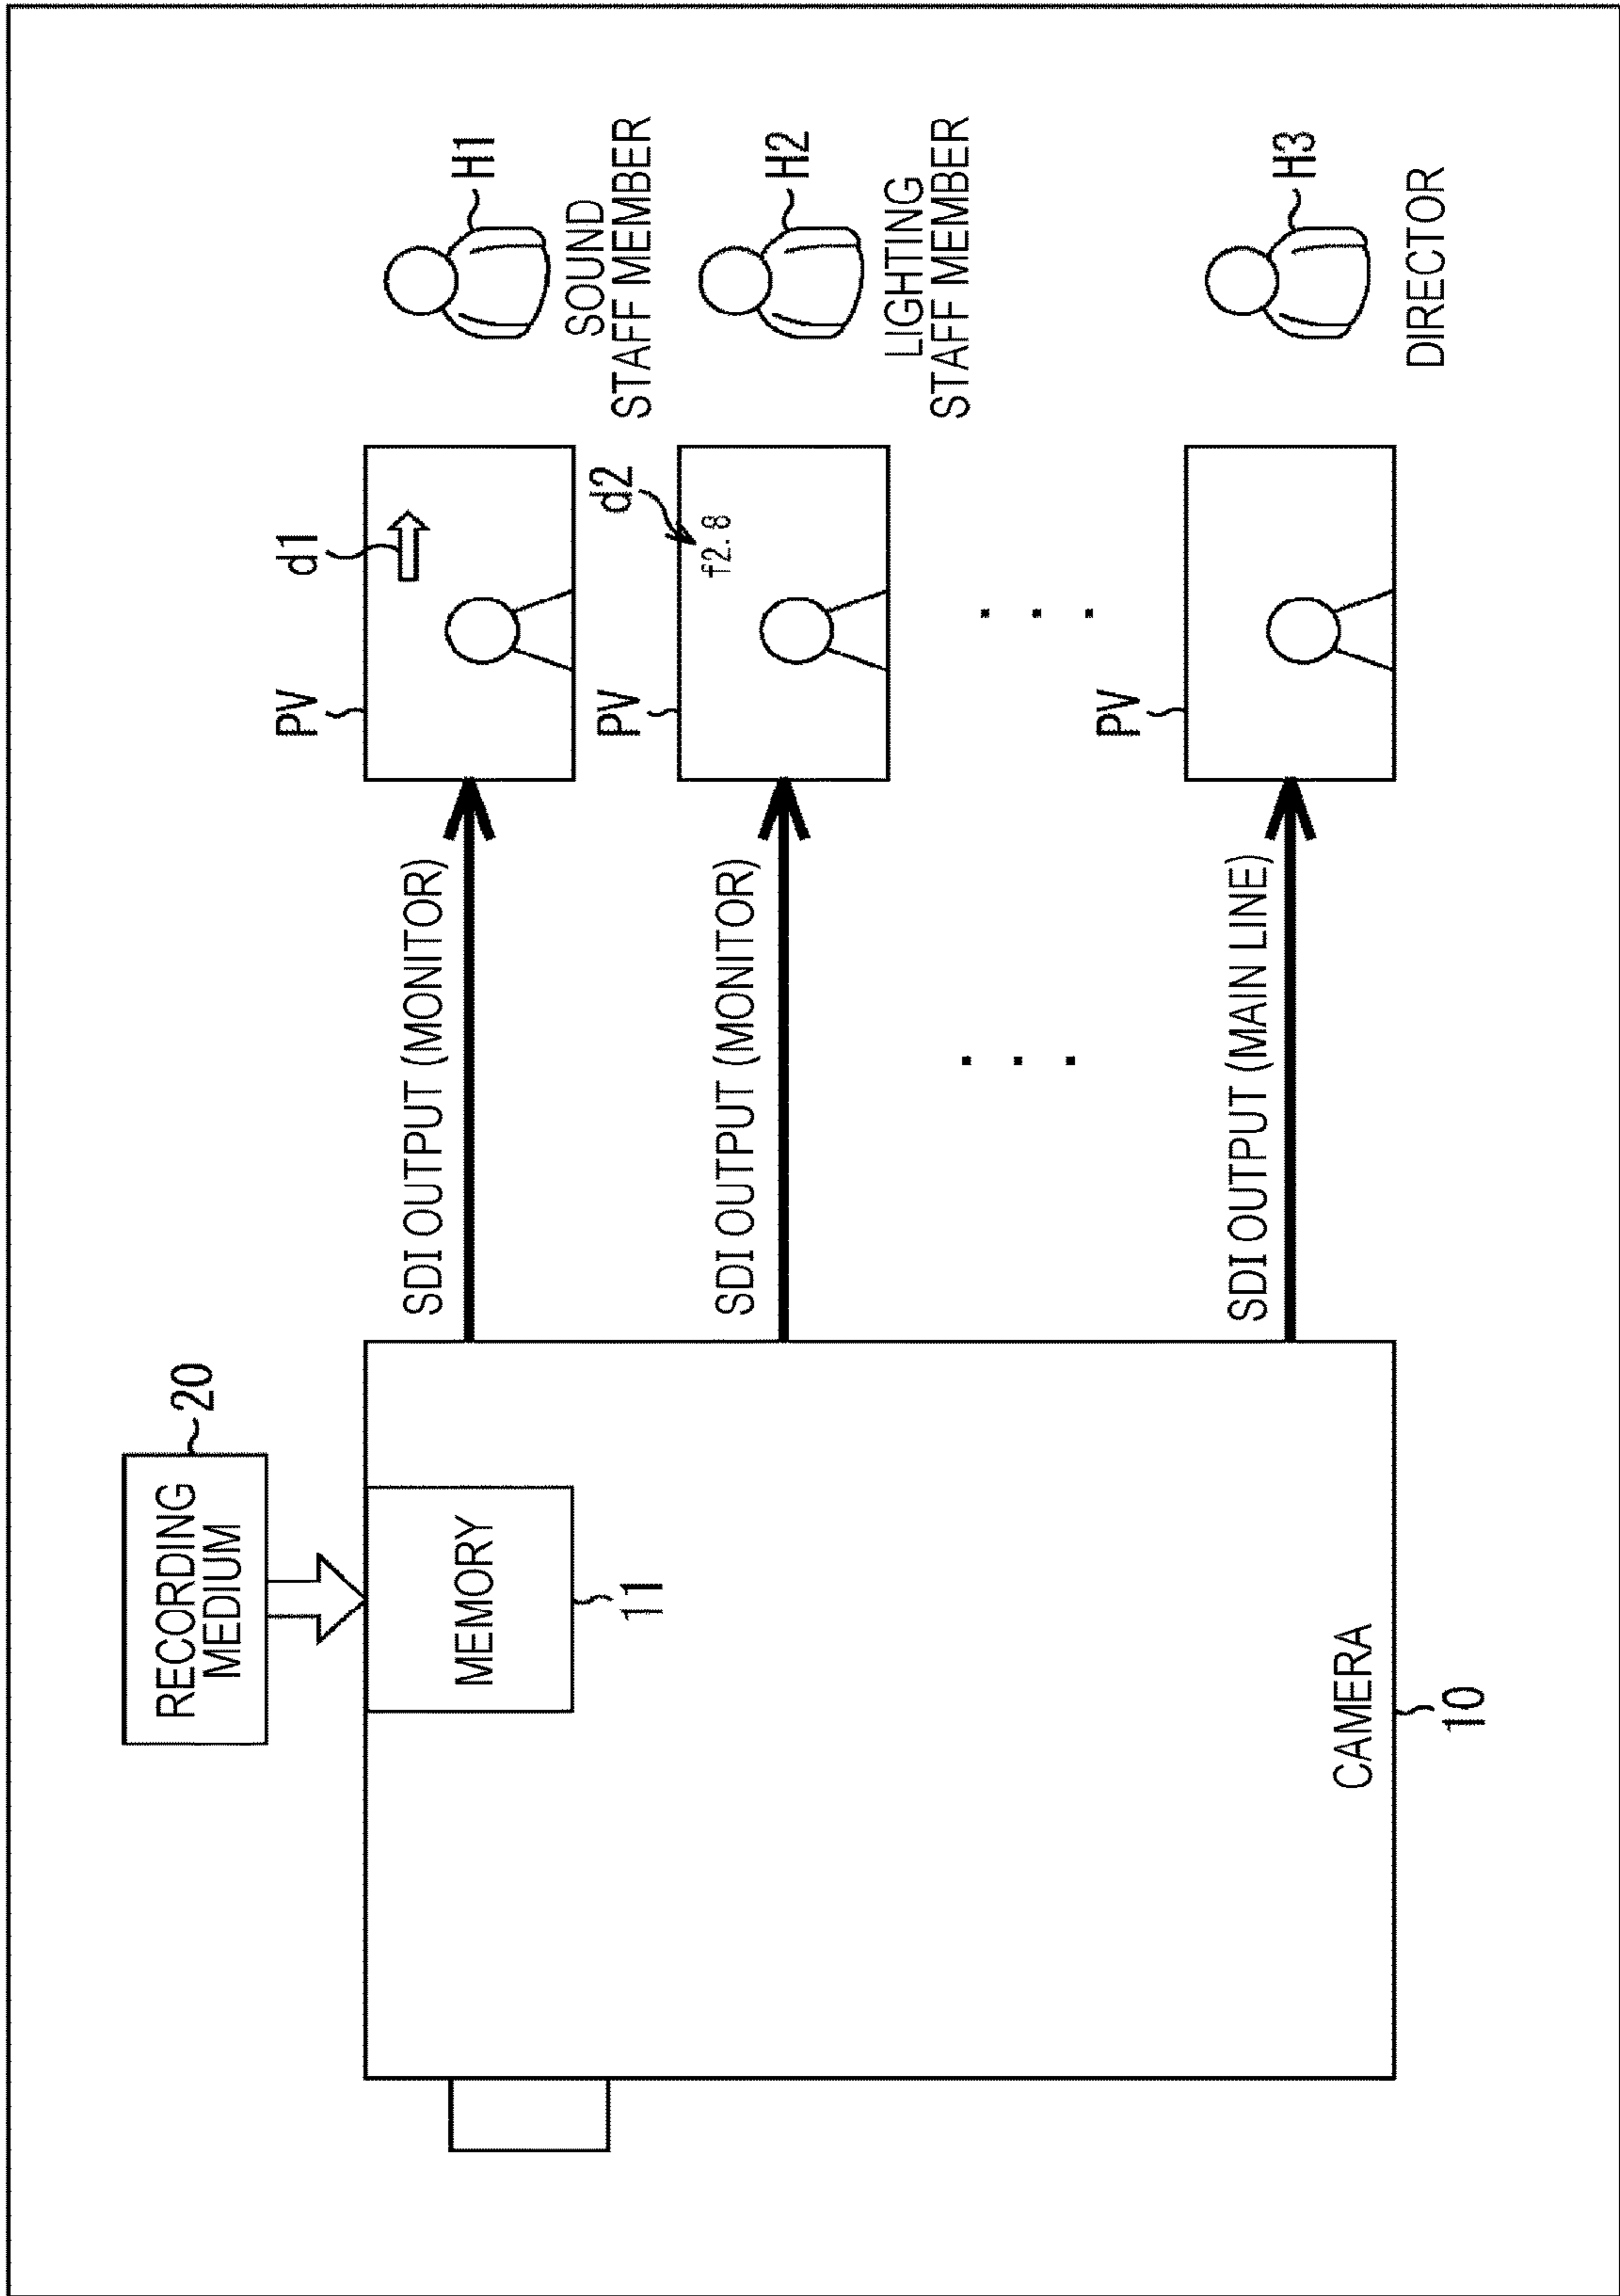 RECORDING
MEDIUM
20
MEMORY
11
CAMERA
10
SDI OUTPUT (MONITOR)
PV
d1
H1
SOUND
STAFF MEMBER
SDI OUTPUT (MONITOR)
PV
d2
f2.8
H2
LIGHTING
STAFF MEMBER
SDI OUTPUT (MAIN LINE)
PV
H3
DIRECTOR